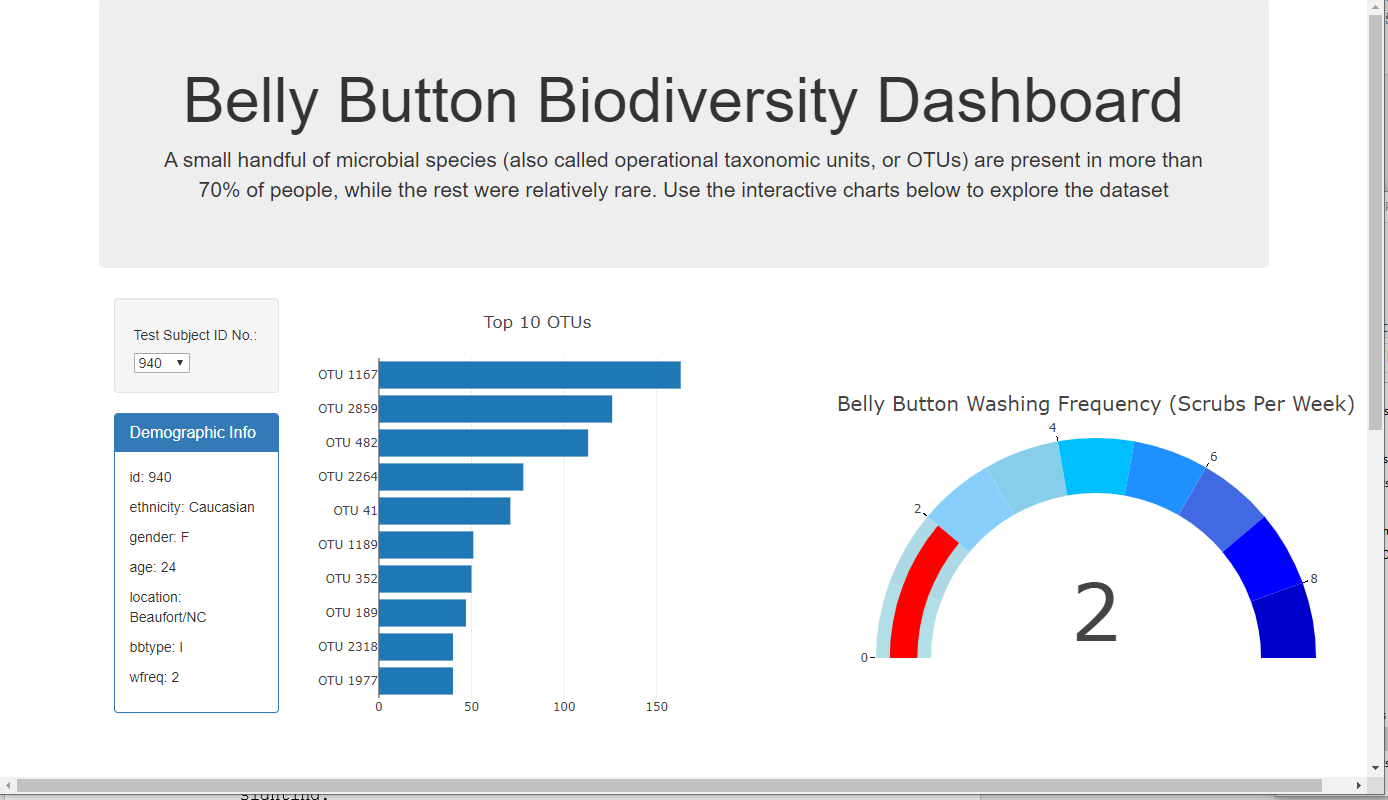 Belly Button Biodiversity Dashboard
A small handful of microbial species (also called operational taxonomic units, or OTUs) are present in more than
70% of people, while the rest were relatively rare. Use the interactive charts below to explore the dataset
Test Subject ID No.:
940
Demographic Info
id: 940
ethnicity: Caucasian
gender: F
age: 24
location:
Beaufort/NC
bbtype: I
wfreq: 2
Top 10 OTUs
OTU 1167
OTU 2859
OTU 482
OTU 2264
OTU 41
OTU 1189
OTU 352
OTU 189
OTU 2318
OTU 1977
0 50 100 150
Belly Button Washing Frequency (Scrubs Per Week)
0
2
4
6
8
2
sighting.